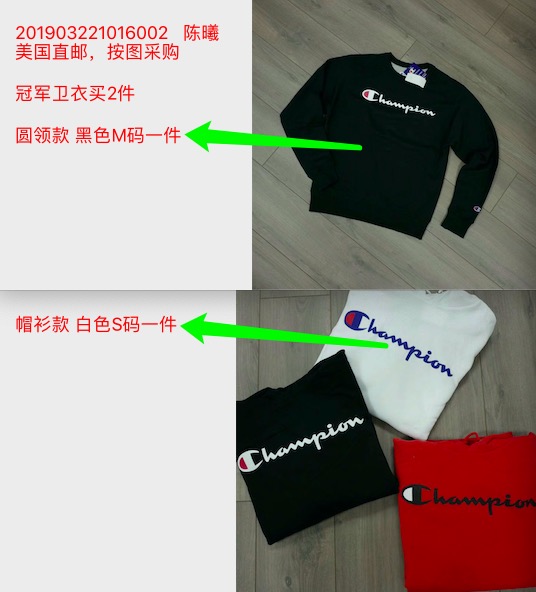 201903221016002 陈曦
美国直邮，按图采购
冠军卫衣买2件
圆领款 黑色M码一件
Champion
帽衫款 白色S码一件
Champion
Champion
Champion